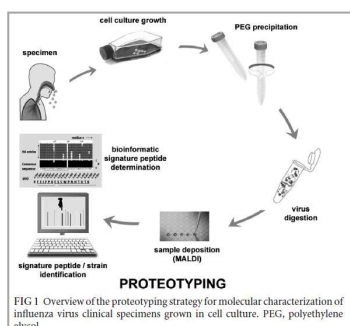 cell culture growth
PEG precipitation
specimen
bioinformatic
signature peptide
determination
virus
digestion
sample deposition
(MALDI)
signature peptide / strain
identification
PROTEOTYPING
FIG 1 Overview of the proteotyping strategy for molecular characterization of
influenza virus clinical specimens grown in cell culture. PEG, polyethylene
glycol.